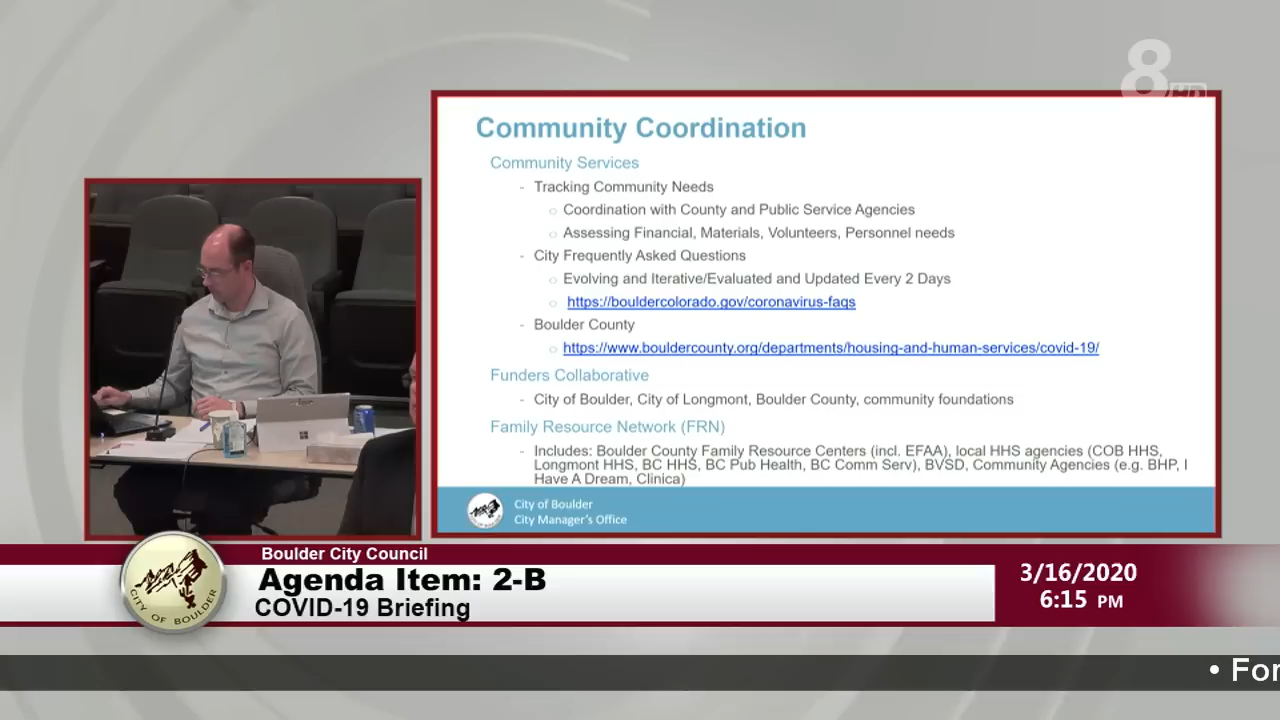 8
HD
Community Coordination
Community Services
- Tracking Community Needs
○ Coordination with County and Public Service Agencies
○ Assessing Financial, Materials, Volunteers, Personnel needs
- City Frequently Asked Questions
○ Evolving and Iterative/Evaluated and Updated Every 2 Days
○ https://bouldercolorado.gov/coronavirus-faqs
- Boulder County
○ https://www.bouldercounty.org/departments/housing-and-human-services/covid-19/
Funders Collaborative
- City of Boulder, City of Longmont, Boulder County, community foundations
Family Resource Network (FRN)
- Includes: Boulder County Family Resource Centers (incl. EFAA), local HHS agencies (COB HHS,
Longmont HHS, BC HHS, BC Pub Health, BC Comm Serv), BVSD, Community Agencies (e.g. BHP, I
Have A Dream, Clinica)
City of Boulder
City Manager's Office
Boulder City Council
Agenda Item: 2-B
COVID-19 Briefing
3/16/2020
6:15 PM
CITY OF BOULDER
• For